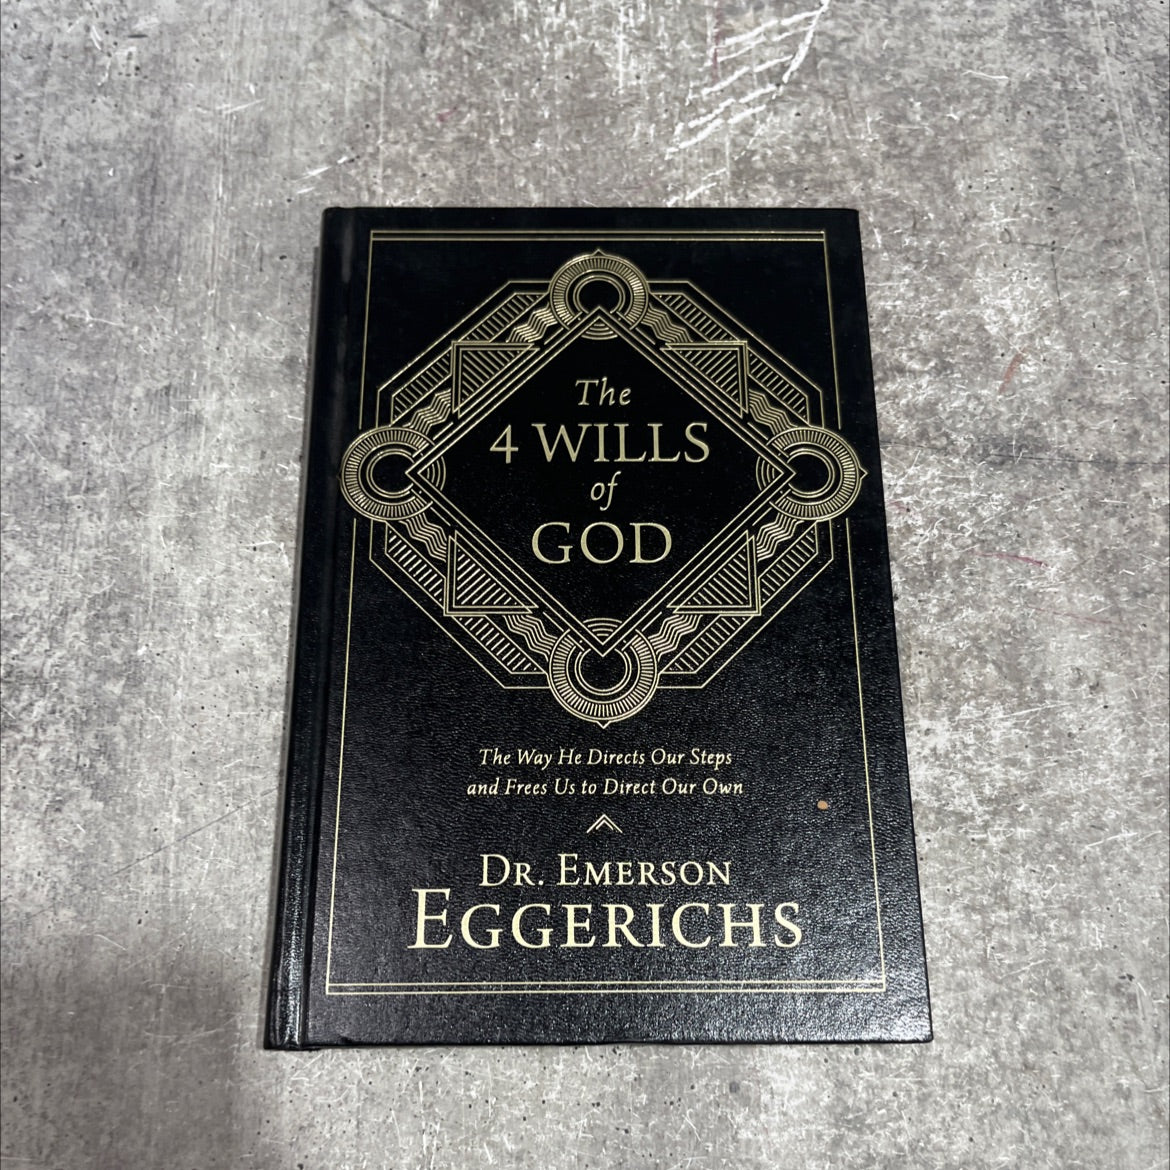 The
4 WILLS
of
GOD
The Way He Directs Our Steps
and Frees Us to Direct Our Own
DR. EMERSON
EGGERICHS